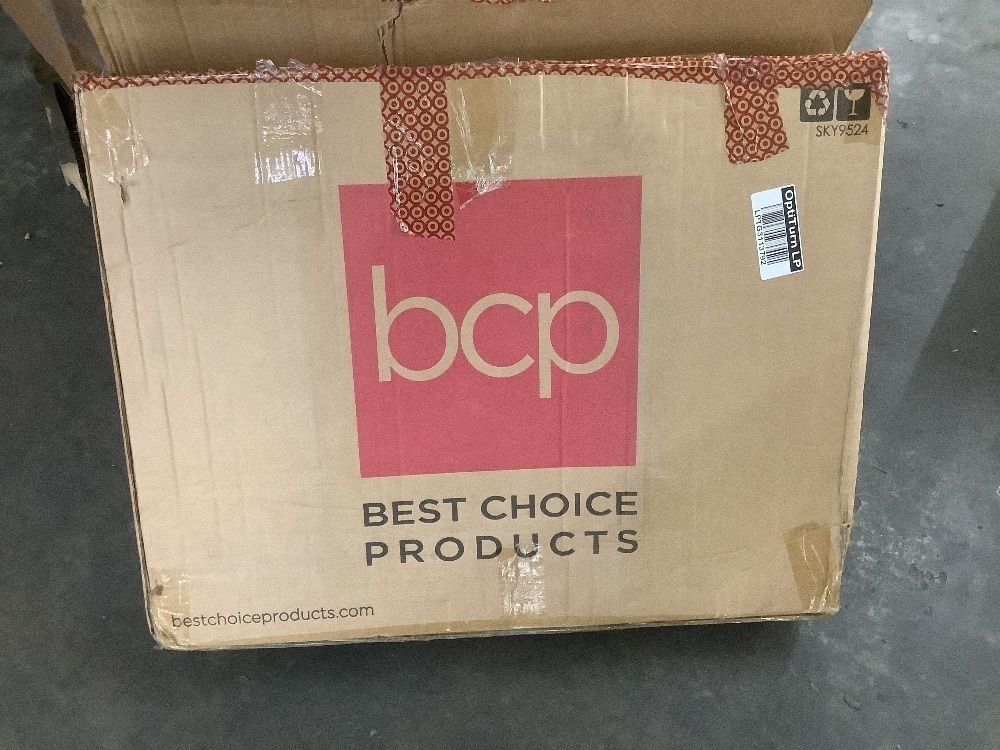 SKY9524
OptiTurn LP
bcp
BEST CHOICE
PRODUCTS
bestchoiceproducts.com